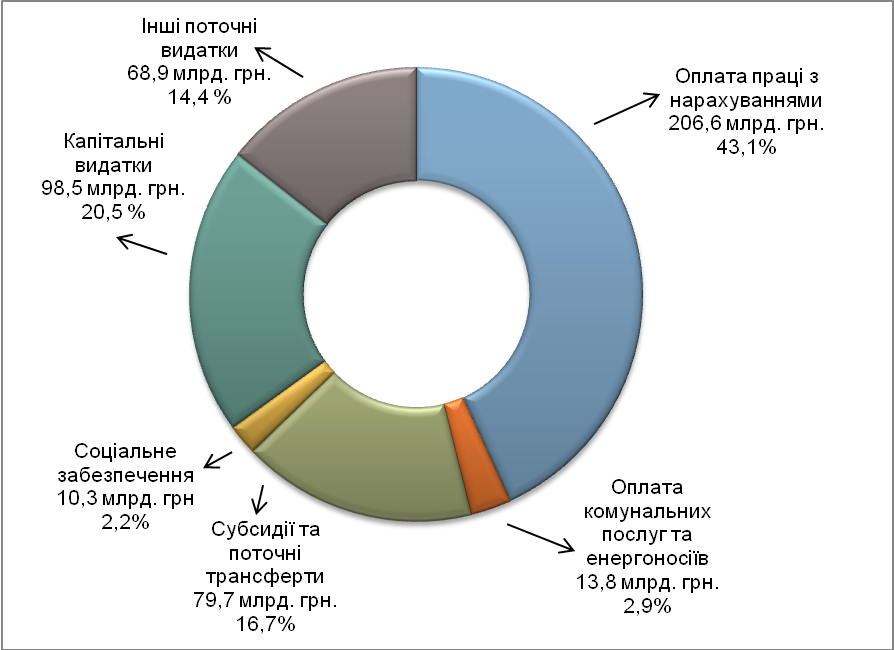 Інші поточні
видатки
68,9 млрд. грн.
14,4 %
Оплата праці з
нарахуваннями
206,6 млрд. грн.
43,1%
Капітальні
видатки
98,5 млрд. грн.
20,5 %
Соціальне
забезпечення
10,3 млрд. грн
2,2%
Субсидії та
поточні
трансферти
79,7 млрд. грн.
16,7%
Оплата
комунальних
послуг та
енергоносіїв
13,8 млрд. грн.
2,9%